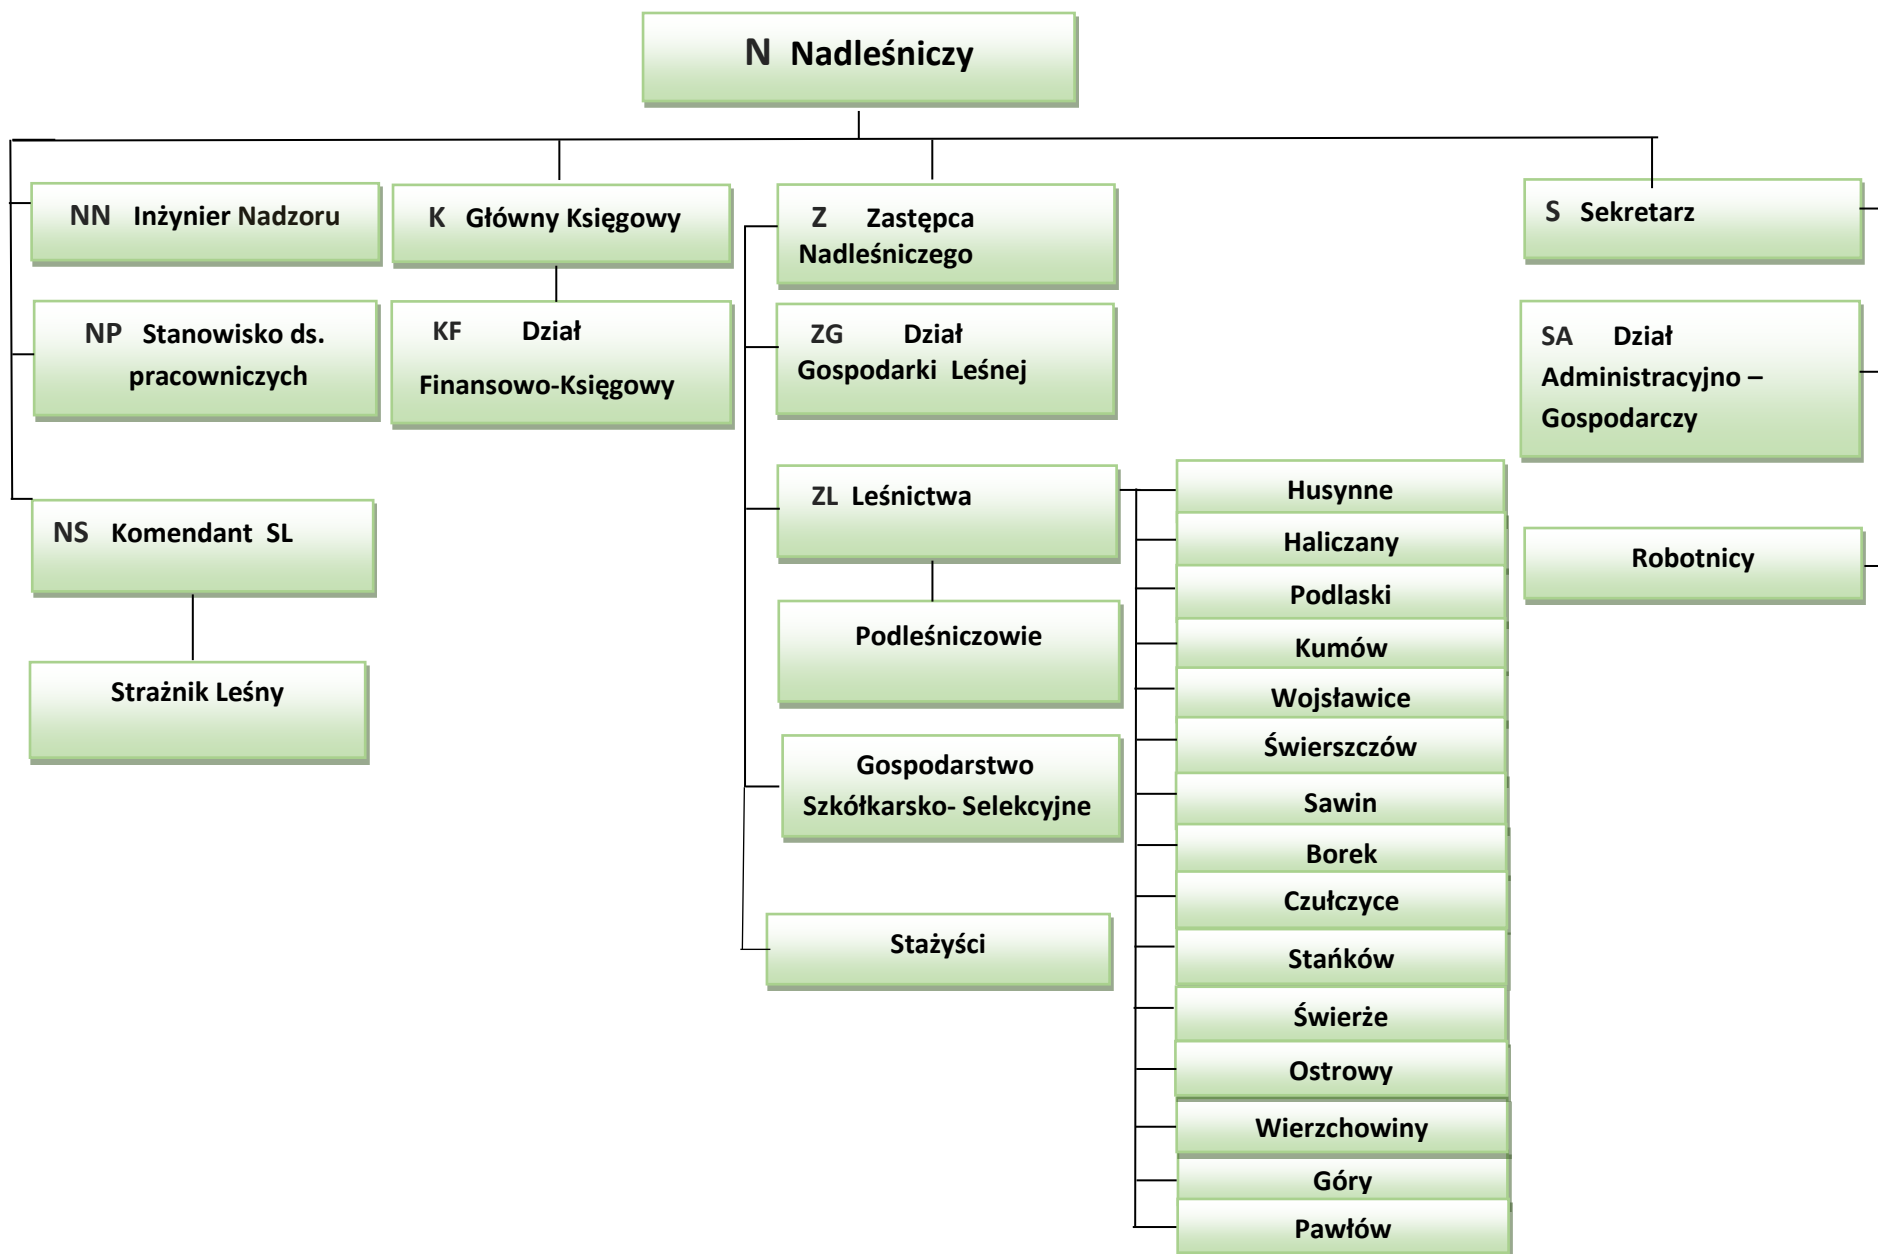 N Nadleśniczy
NN Inżynier Nadzoru
NP Stanowisko ds.
pracowniczych
NS Komendant SL
Strażnik Leśny
K Główny Księgowy
KF Dział
Finansowo-Księgowy
Z Zastępca
Nadleśniczego
ZG Dział
Gospodarki Leśnej
ZL Leśnictwa
Podleśniczowie
Gospodarstwo
Szkółkarsko- Selekcyjne
Stażyści
Husynne
Haliczany
Podlaski
Kumów
Wojsławice
Świerszczów
Sawin
Borek
Czułczyce
Stańków
Świerże
Ostrowy
Wierzchowiny
Góry
Pawłów
S Sekretarz
SA Dział
Administracyjno –
Gospodarczy
Robotnicy